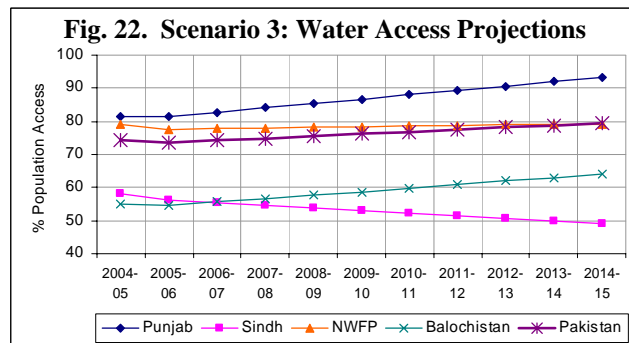 Fig. 22. Scenario 3: Water Access Projections
100
90
80
70
60
50
40
% Population Access
2004-05 2005-06 2006-07 2007-08 2008-09 2009-10 2010-11 2011-12 2012-13 2013-14 2014-15
Punjab Sindh NWFP Balochistan Pakistan